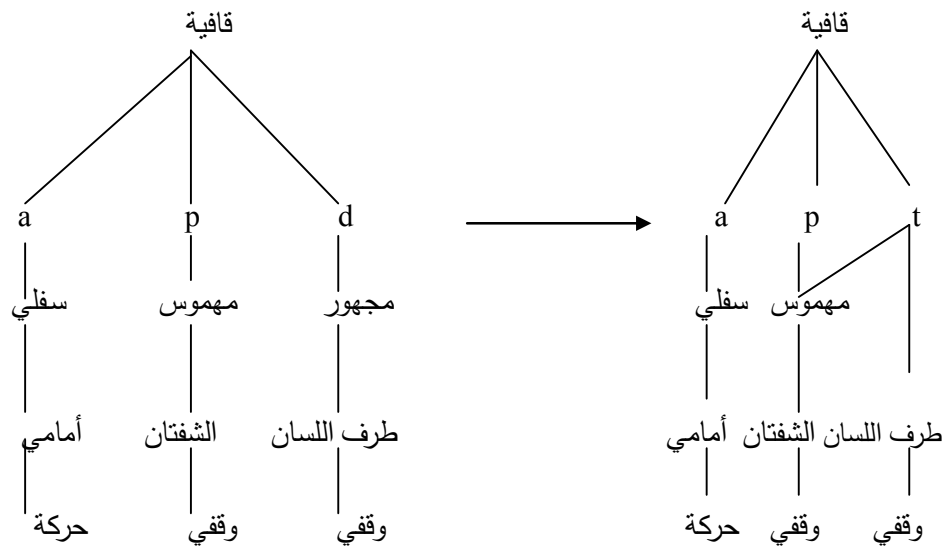 قافية قافية
a p d a p t
سفلي مهموس مجهور سفلي مهموس
أمامي الشفتان طرف اللسان أمامي الشفتان طرف اللسان
حركة وقفي وقفي حركة وقفي وقفي